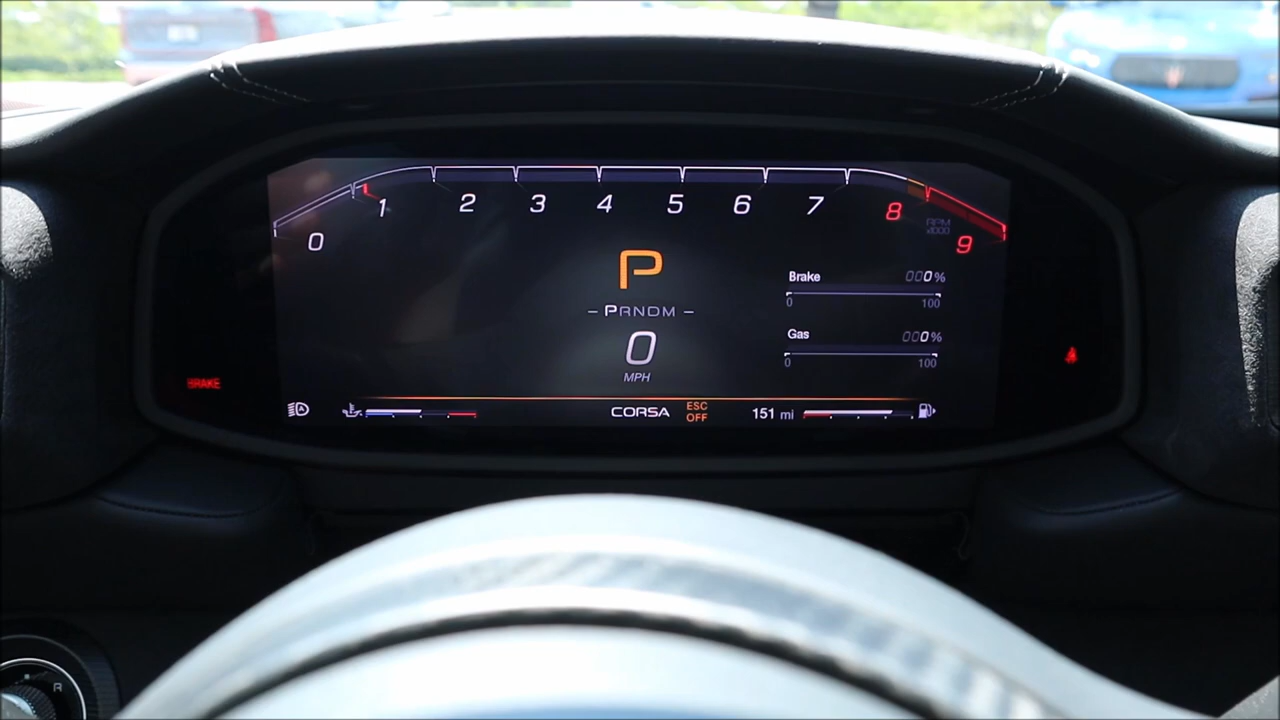 0 1 2 3 4 5 6 7 8 9
RPM
x1000
P
Brake 000%
0 100
– PRNDM –
Gas 000%
0 100
0
MPH
BRAKE
CORSA ESC OFF 151 mi
R